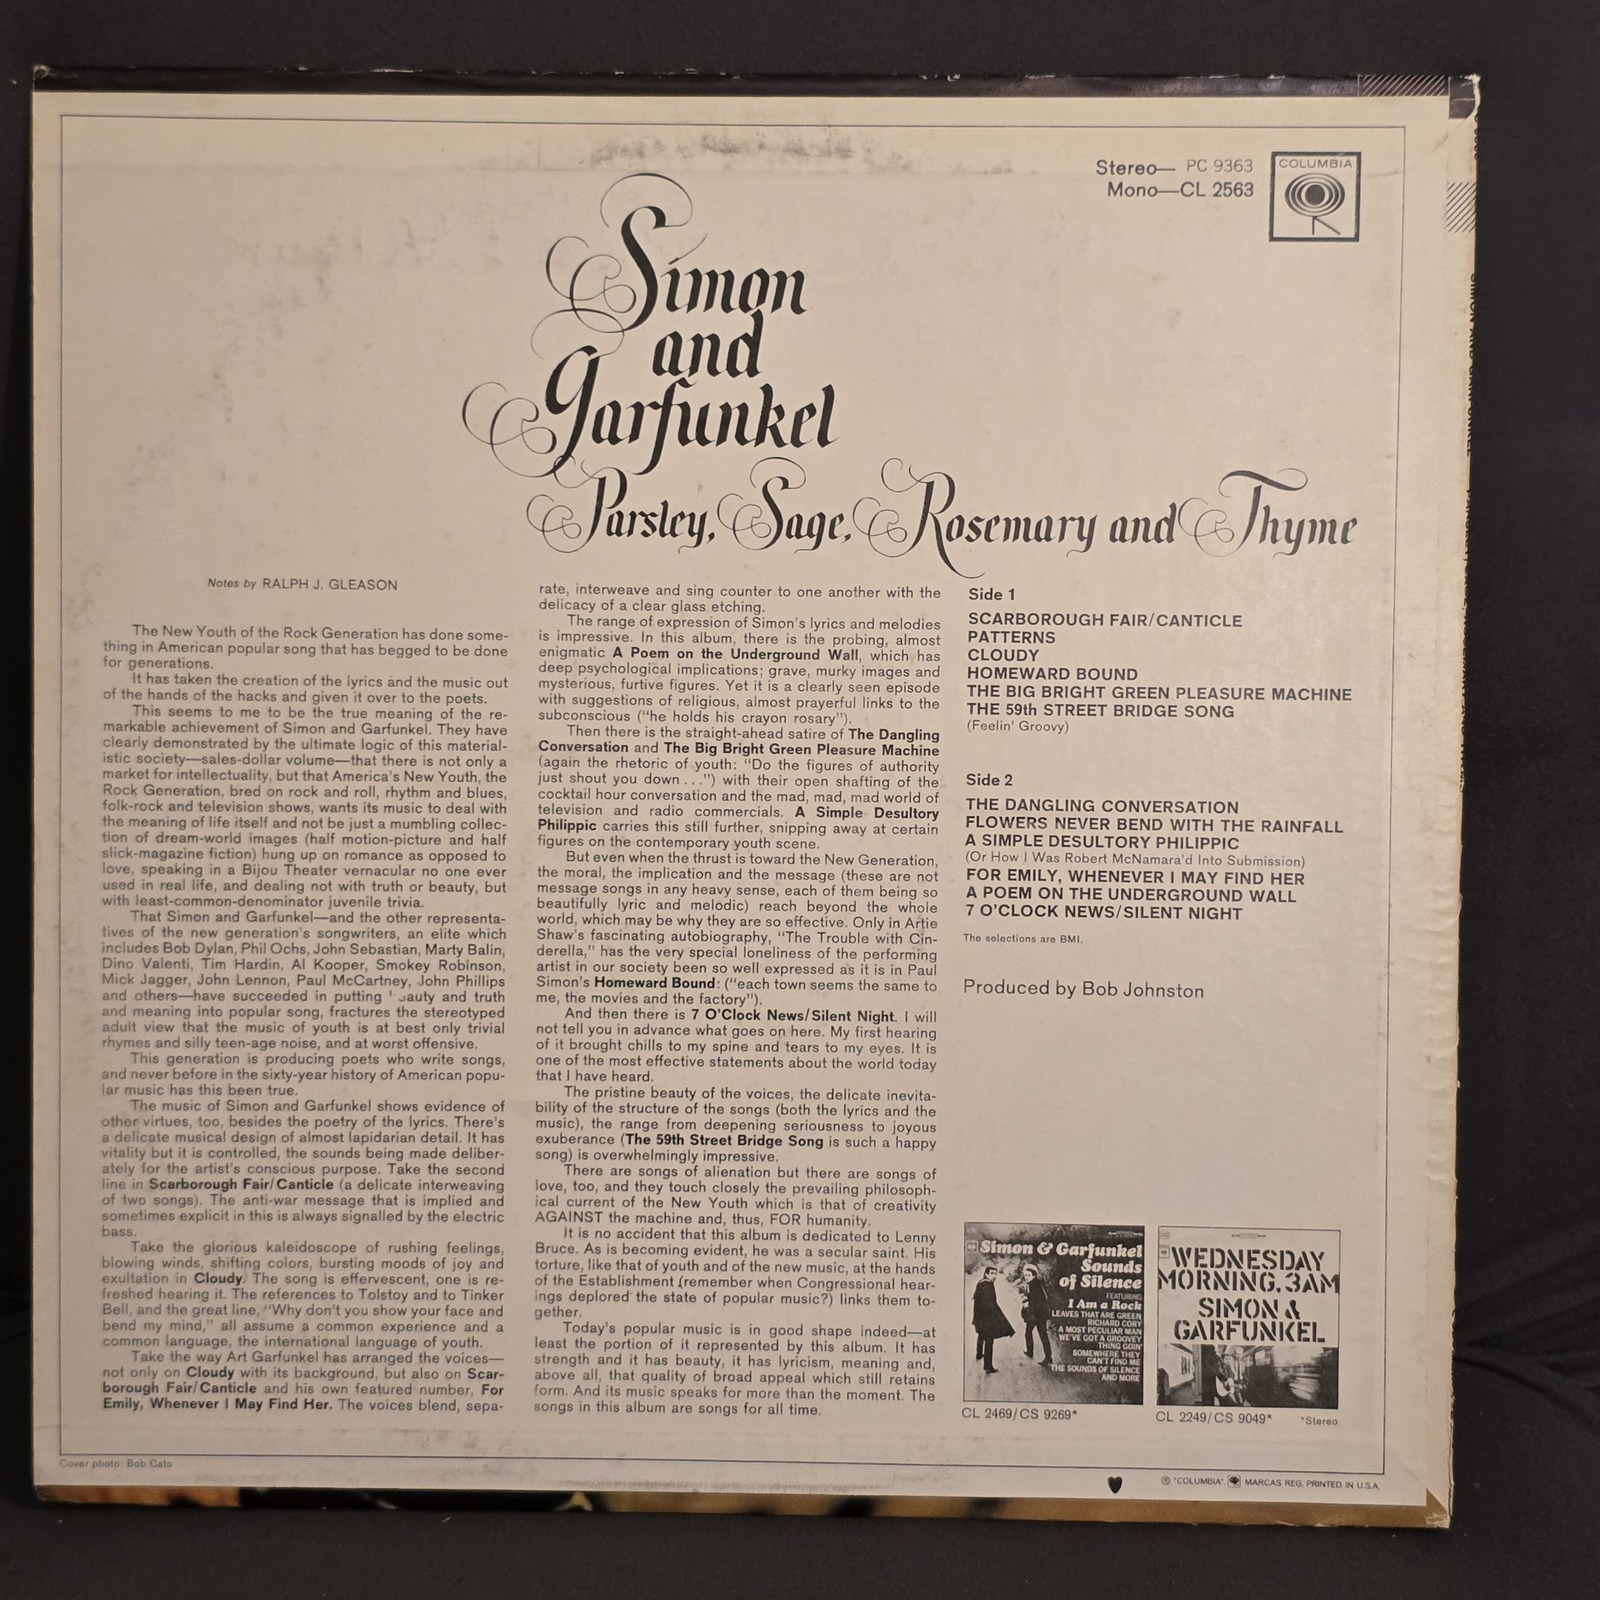 Stereo— PC 9363
Mono—CL 2563
COLUMBIA
Simon
and
Garfunkel
Parsley, Sage, Rosemary and Thyme
Notes by RALPH J. GLEASON
The New Youth of the Rock Generation has done some-
thing in American popular song that has begged to be done
for generations.
It has taken the creation of the lyrics and the music out
of the hands of the hacks and given it over to the poets.
This seems to me to be the true meaning of the re-
markable achievement of Simon and Garfunkel. They have
clearly demonstrated by the ultimate logic of this material-
istic society—sales-dollar volume—that there is not only a
market for intellectuality, but that America's New Youth, the
Rock Generation, bred on rock and roll, rhythm and blues,
folk-rock and television shows, wants its music to deal with
the meaning of life itself and not be just a mumbling collec-
tion of dream-world images (half motion-picture and half
slick-magazine fiction) hung up on romance as opposed to
love, speaking in a Bijou Theater vernacular no one ever
used in real life, and dealing not with truth or beauty, but
with least-common-denominator juvenile trivia.
That Simon and Garfunkel—and the other representa-
tives of the new generation's songwriters, an elite which
includes Bob Dylan, Phil Ochs, John Sebastian, Marty Balin,
Dino Valenti, Tim Hardin, Al Kooper, Smokey Robinson,
Mick Jagger, John Lennon, Paul McCartney, John Phillips
and others—have succeeded in putting beauty and truth
and meaning into popular song, fractures the stereotyped
adult view that the music of youth is at best only trivial
rhymes and silly teen-age noise, and at worst offensive.
This generation is producing poets who write songs,
and never before in the sixty-year history of American popu-
lar music has this been true.
The music of Simon and Garfunkel shows evidence of
other virtues, too, besides the poetry of the lyrics. There's
a delicate musical design of almost lapidarian detail. It has
vitality but it is controlled, the sounds being made deliber-
ately for the artist's conscious purpose. Take the second
line in Scarborough Fair/Canticle (a delicate interweaving
of two songs). The anti-war message that is implied and
sometimes explicit in this is always signalled by the electric
bass.
Take the glorious kaleidoscope of rushing feelings,
blowing winds, shifting colors, bursting moods of joy and
exultation in Cloudy. The song is effervescent, one is re-
freshed hearing it. The references to Tolstoy and to Tinker
Bell, and the great line, "Why don't you show your face and
bend my mind," all assume a common experience and a
common language, the international language of youth.
Take the way Art Garfunkel has arranged the voices—
not only on Cloudy with its background, but also on Scar-
borough Fair/Canticle and his own featured number, For
Emily, Whenever I May Find Her. The voices blend, sepa-
rate, interweave and sing counter to one another with the
delicacy of a clear glass etching.
The range of expression of Simon's lyrics and melodies
is impressive. In this album, there is the probing, almost
enigmatic A Poem on the Underground Wall, which has
deep psychological implications; grave, murky images and
mysterious, furtive figures. Yet it is a clearly seen episode
with suggestions of religious, almost prayerful links to the
subconscious ("he holds his crayon rosary").
Then there is the straight-ahead satire of The Dangling
Conversation and The Big Bright Green Pleasure Machine
(again the rhetoric of youth: "Do the figures of authority
just shout you down . . .") with their open shafting of the
cocktail hour conversation and the mad, mad, mad world of
television and radio commercials. A Simple Desultory
Philippic carries this still further, snipping away at certain
figures on the contemporary youth scene.
But even when the thrust is toward the New Generation,
the moral, the implication and the message (these are not
message songs in any heavy sense, each of them being so
beautifully lyric and melodic) reach beyond the whole
world, which may be why they are so effective. Only in Artie
Shaw's fascinating autobiography, "The Trouble with Cin-
derella," has the very special loneliness of the performing
artist in our society been so well expressed as it is in Paul
Simon's Homeward Bound: ("each town seems the same to
me, the movies and the factory").
And then there is 7 O'Clock News/Silent Night. I will
not tell you in advance what goes on here. My first hearing
of it brought chills to my spine and tears to my eyes. It is
one of the most effective statements about the world today
that I have heard.
The pristine beauty of the voices, the delicate inevita-
bility of the structure of the songs (both the lyrics and the
music), the range from deepening seriousness to joyous
exuberance (The 59th Street Bridge Song is such a happy
song) is overwhelmingly impressive.
There are songs of alienation but there are songs of
love, too, and they touch closely the prevailing philosoph-
ical current of the New Youth which is that of creativity
AGAINST the machine and, thus, FOR humanity.
It is no accident that this album is dedicated to Lenny
Bruce. As is becoming evident, he was a secular saint. His
torture, like that of youth and of the new music, at the hands
of the Establishment (remember when Congressional hear-
ings deplored the state of popular music?) links them to-
gether.
Today's popular music is in good shape indeed—at
least the portion of it represented by this album. It has
strength and it has beauty, it has lyricism, meaning and,
above all, that quality of broad appeal which still retains
form. And its music speaks for more than the moment. The
songs in this album are songs for all time.
Side 1
SCARBOROUGH FAIR/CANTICLE
PATTERNS
CLOUDY
HOMEWARD BOUND
THE BIG BRIGHT GREEN PLEASURE MACHINE
THE 59th STREET BRIDGE SONG
(Feelin' Groovy)
Side 2
THE DANGLING CONVERSATION
FLOWERS NEVER BEND WITH THE RAINFALL
A SIMPLE DESULTORY PHILIPPIC
(Or How I Was Robert McNamara'd Into Submission)
FOR EMILY, WHENEVER I MAY FIND HER
A POEM ON THE UNDERGROUND WALL
7 O'CLOCK NEWS/SILENT NIGHT
The selections are BMI.
Produced by Bob Johnston
Simon & Garfunkel
Sounds
of Silence
FEATURING
I Am a Rock
LEAVES THAT ARE GREEN
RICHARD CORY
A MOST PECULIAR MAN
WE'VE GOT A GROOVEY
THING GOIN'
SOMEWHERE THEY
CAN'T FIND ME
THE SOUNDS OF SILENCE
AND MORE
CL 2469/CS 9269*
WEDNESDAY
MORNING, 3AM
SIMON &
GARFUNKEL
CL 2249/CS 9049*
*Stereo
Cover photo: Bob Cato
® "COLUMBIA", MARCAS REG. PRINTED IN U.S.A.